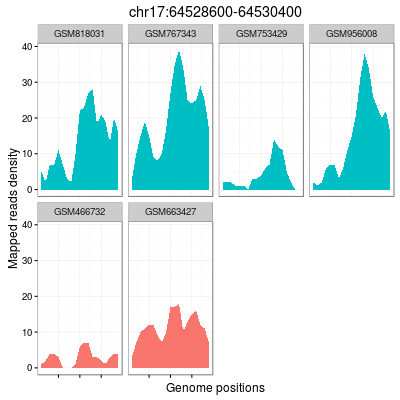 chr17:64528600-64530400
GSM818031 GSM767343 GSM753429 GSM956008
40
30
20
10
0
Mapped reads density
GSM466732 GSM663427
40
30
20
10
0
Genome positions